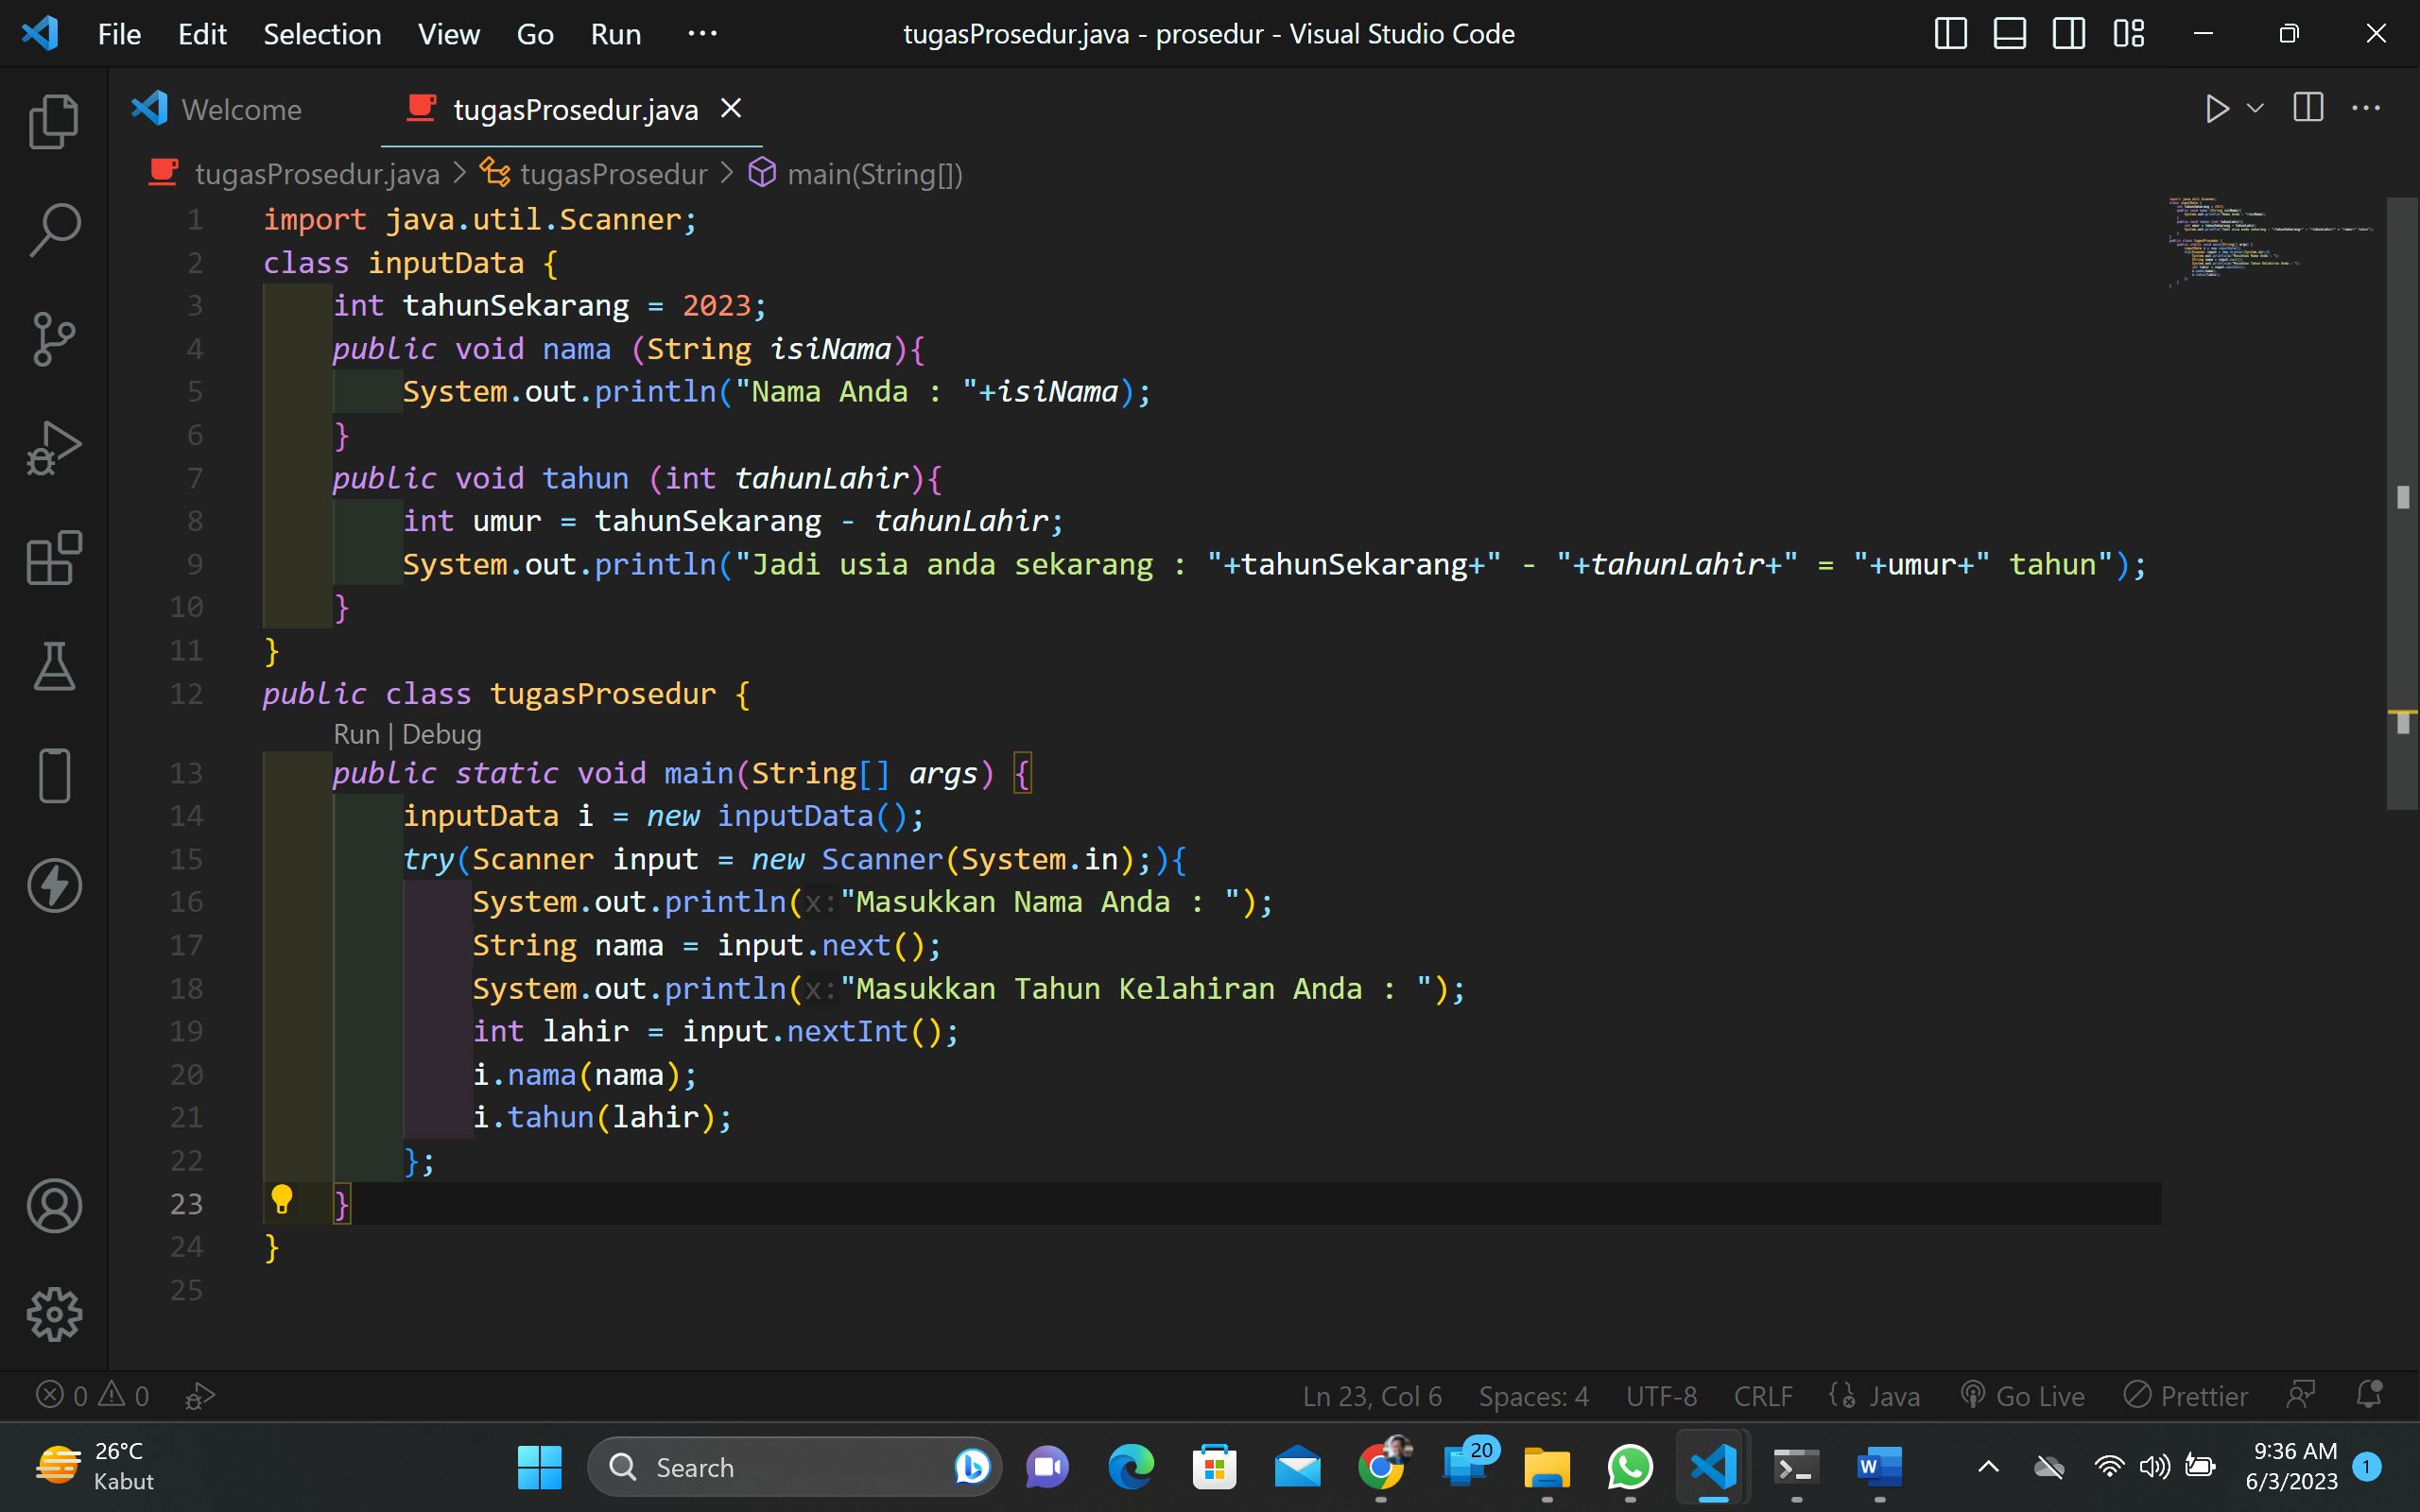 File Edit Selection View Go Run ··· tugasProsedur.java - prosedur - Visual Studio Code
Welcome tugasProsedur.java
tugasProsedur.java > tugasProsedur > main(String[])
1 import java.util.Scanner;
2 class inputData {
3 int tahunSekarang = 2023;
4 public void nama (String isiNama){
5 System.out.println("Nama Anda : "+isiNama);
6 }
7 public void tahun (int tahunLahir){
8 int umur = tahunSekarang - tahunLahir;
9 System.out.println("Jadi usia anda sekarang : "+tahunSekarang+" - "+tahunLahir+" = "+umur+" tahun");
10 }
11 }
12 public class tugasProsedur {
Run | Debug
13 public static void main(String[] args) {
14 inputData i = new inputData();
15 try(Scanner input = new Scanner(System.in);){
16 System.out.println(x:"Masukkan Nama Anda : ");
17 String nama = input.next();
18 System.out.println(x:"Masukkan Tahun Kelahiran Anda : ");
19 int lahir = input.nextInt();
20 i.nama(nama);
21 i.tahun(lahir);
22 };
23 }
24 }
25
0 0 Ln 23, Col 6 Spaces: 4 UTF-8 CRLF Java Go Live Prettier
26°C
Kabut
Search
20
9:36 AM
6/3/2023
1